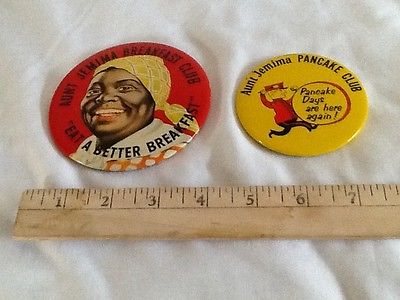 AUNT JEMIMA BREAKFAST CLUB
"EAT A BETTER BREAKFAST"
Aunt Jemima PANCAKE CLUB
Pancake
Days
are here
again!
1 2 3 4 5 6 7